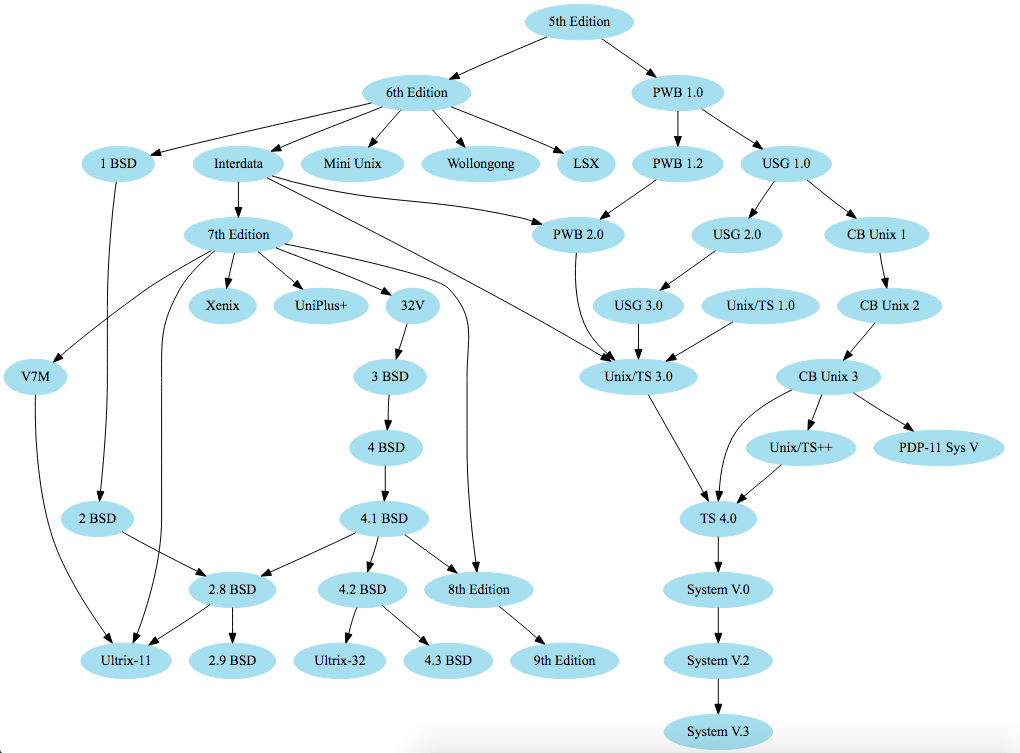 5th Edition
6th Edition
PWB 1.0
1 BSD
Interdata
Mini Unix
Wollongong
LSX
PWB 1.2
USG 1.0
7th Edition
PWB 2.0
USG 2.0
CB Unix 1
Xenix
UniPlus+
32V
USG 3.0
Unix/TS 1.0
CB Unix 2
V7M
3 BSD
Unix/TS 3.0
CB Unix 3
4 BSD
Unix/TS++
PDP-11 Sys V
2 BSD
4.1 BSD
TS 4.0
2.8 BSD
4.2 BSD
8th Edition
System V.0
Ultrix-11
2.9 BSD
Ultrix-32
4.3 BSD
9th Edition
System V.2
System V.3